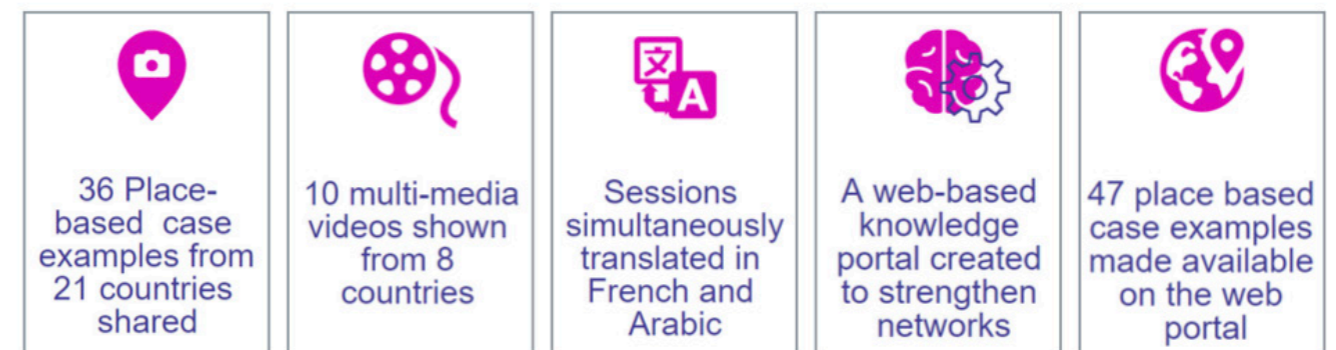 文
A
36 Place-
based case
examples from
21 countries
shared
10 multi-media
videos shown
from 8
countries
Sessions
simultaneously
translated in
French and
Arabic
A web-based
knowledge
portal created
to strengthen
networks
47 place based
case examples
made available
on the web
portal